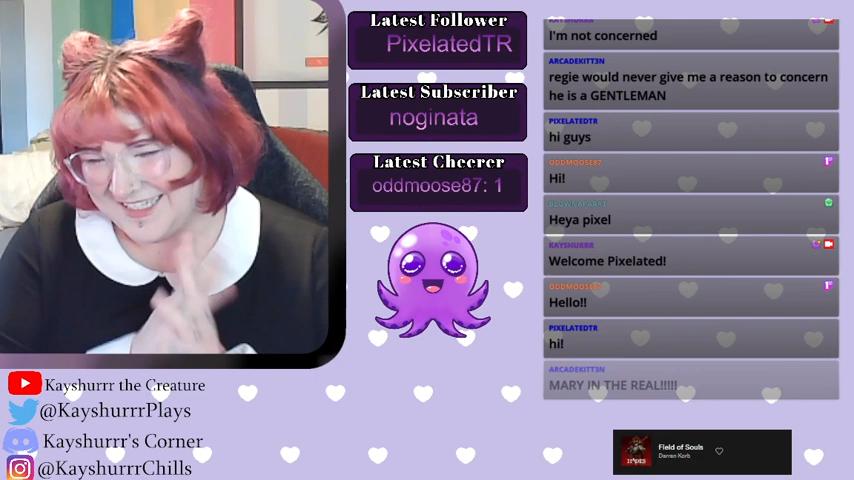 Latest Follower
PixelatedTR
Latest Subscriber
noginata
Latest Cheerer
oddmoose87: 1
KAYSHURRR
I'm not concerned
ARCADEKITT3N
regie would never give me a reason to concern
he is a GENTLEMAN
PIXELATEDTR
hi guys
ODDMOOSE87
Hi!
Heya pixel
KAYSHURRR
Welcome Pixelated!
ODDMOOSE87
Hello!!
PIXELATEDTR
hi!
ARCADEKITT3N
MARY IN THE REAL!!!!!
Kayshurrr the Creature
@KayshurrrPlays
Kayshurrr's Corner
@KayshurrrChills
HADES
Field of Souls
Darren Korb